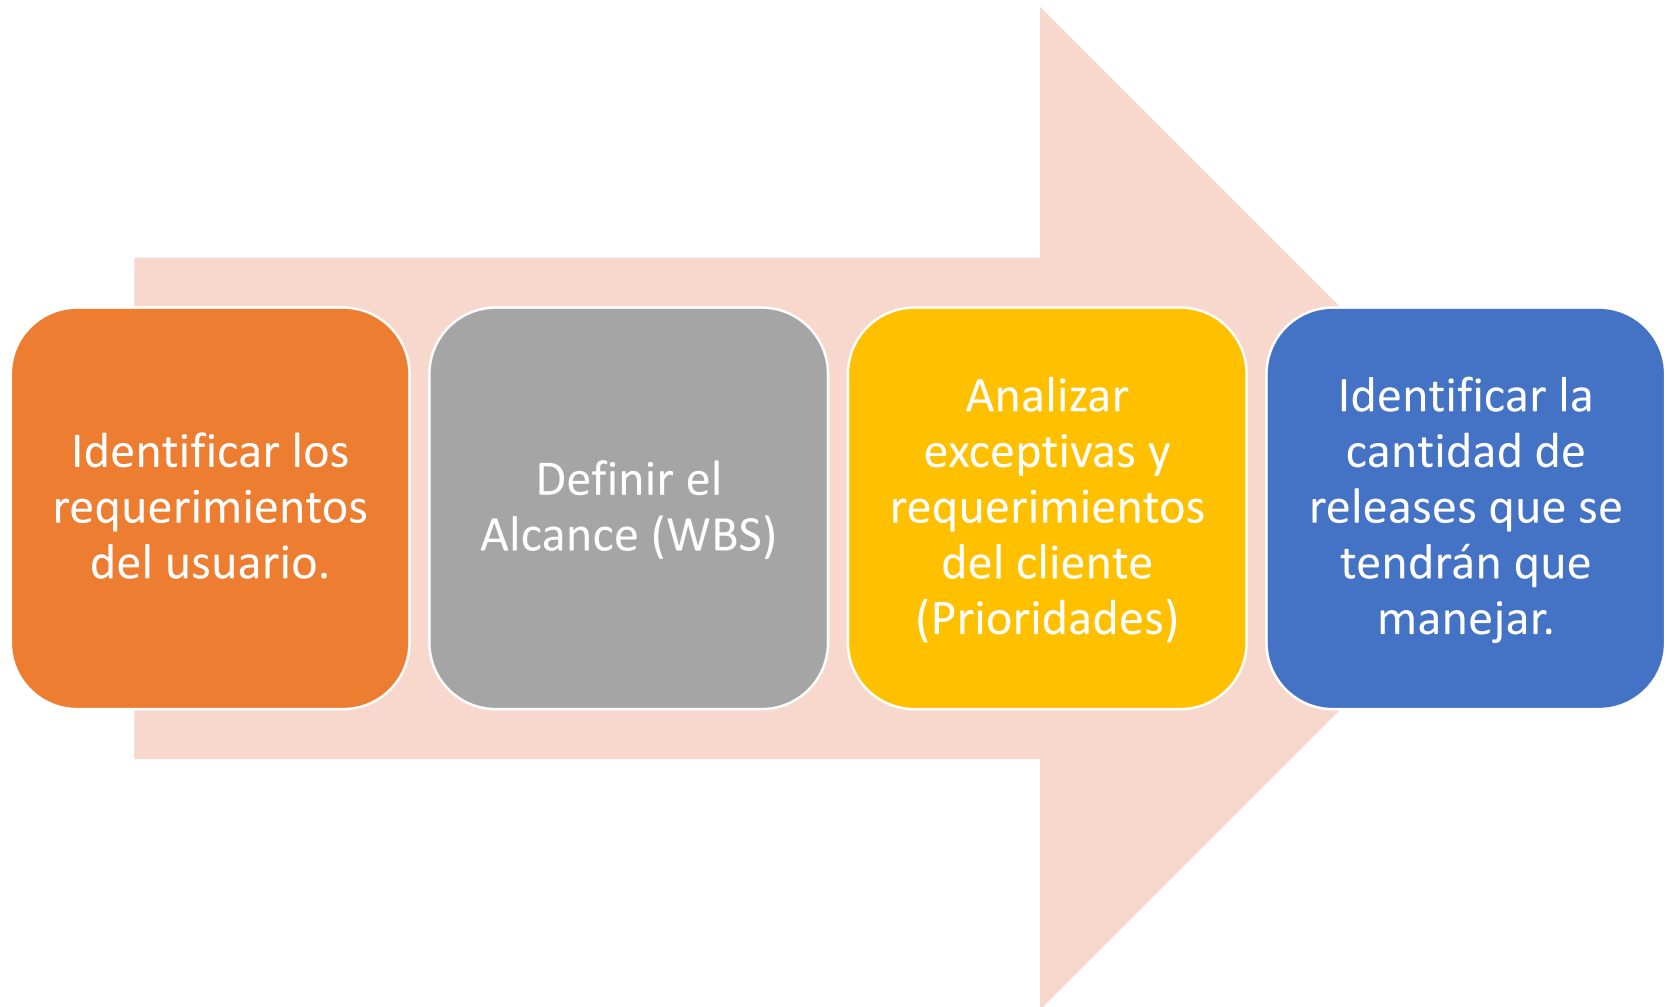 Identificar los
requerimientos
del usuario.
Definir el
Alcance (WBS)
Analizar
exceptivas y
requerimientos
del cliente
(Prioridades)
Identificar la
cantidad de
releases que se
tendrán que
manejar.